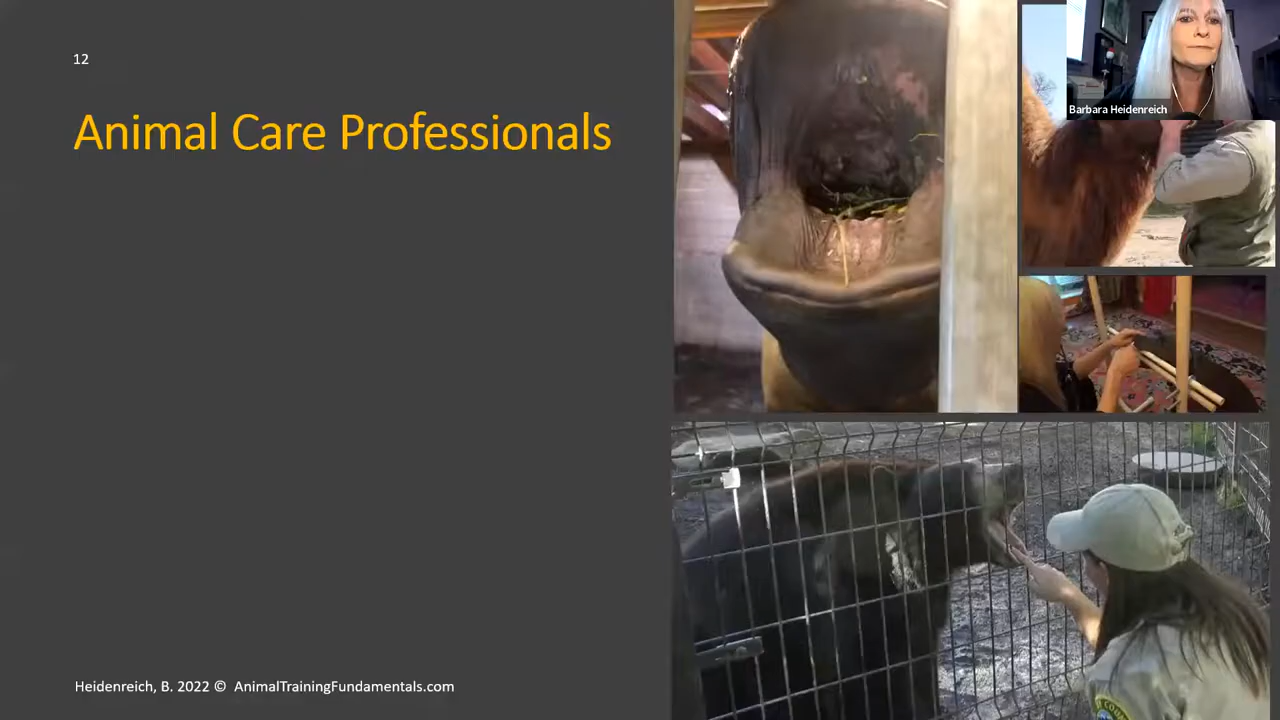 12
Animal Care Professionals
Barbara Heidenreich
Heidenreich, B. 2022 © AnimalTrainingFundamentals.com